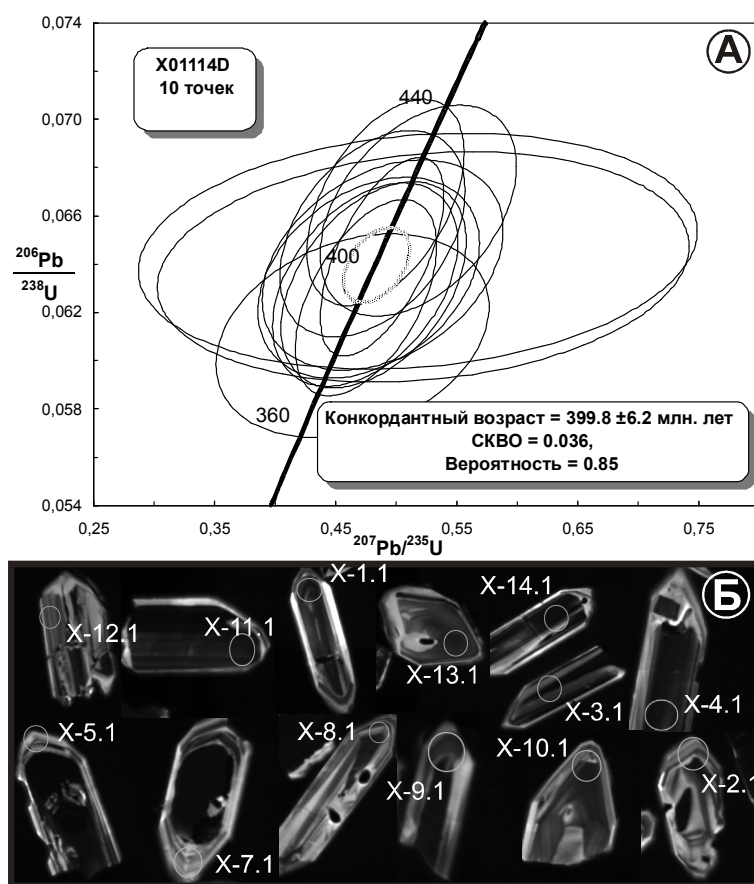 0,074
А
X01114D
10 точек
440
0,070
0,066
206Pb
238U
400
0,062
360
0,058
Конкордантный возраст = 399.8 ±6.2 млн. лет
СКВО = 0.036,
Вероятность = 0.85
0,054
0,25
0,35
0,45
0,55
0,65
0,75
207Pb/235U
Б
X-12.1
X-11.1
X-1.1
X-13.1
X-14.1
X-3.1
X-4.1
X-5.1
X-7.1
X-8.1
X-9.1
X-10.1
X-2.1